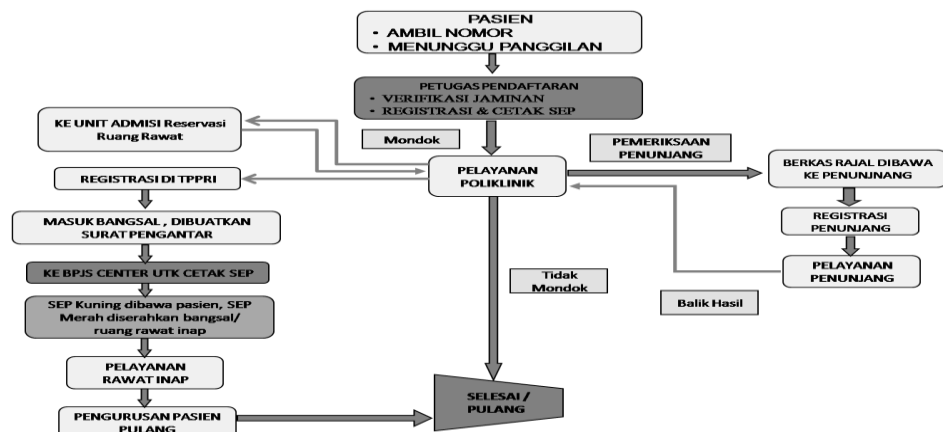 PASIEN
• AMBIL NOMOR
• MENUNGGU PANGGILAN
PETUGAS PENDAFTARAN
• VERIFIKASI JAMINAN
• REGISTRASI & CETAK SEP
KE UNIT ADMISI Reservasi
Ruang Rawat
Mondok
PEMERIKSAAN
PENUNJANG
PELAYANAN
POLIKLINIK
BERKAS RAJAL DIBAWA
KE PENUNJNANG
REGISTRASI DI TPPRI
REGISTRASI
PENUNJANG
MASUK BANGSAL , DIBUATKAN
SURAT PENGANTAR
PELAYANAN
PENUNJANG
KE BPJS CENTER UTK CETAK SEP
Tidak
Mondok
Balik Hasil
SEP Kuning dibawa pasien, SEP
Merah diserahkan bangsal/
ruang rawat inap
PELAYANAN
RAWAT INAP
SELESAI /
PULANG
PENGURUSAN PASIEN
PULANG